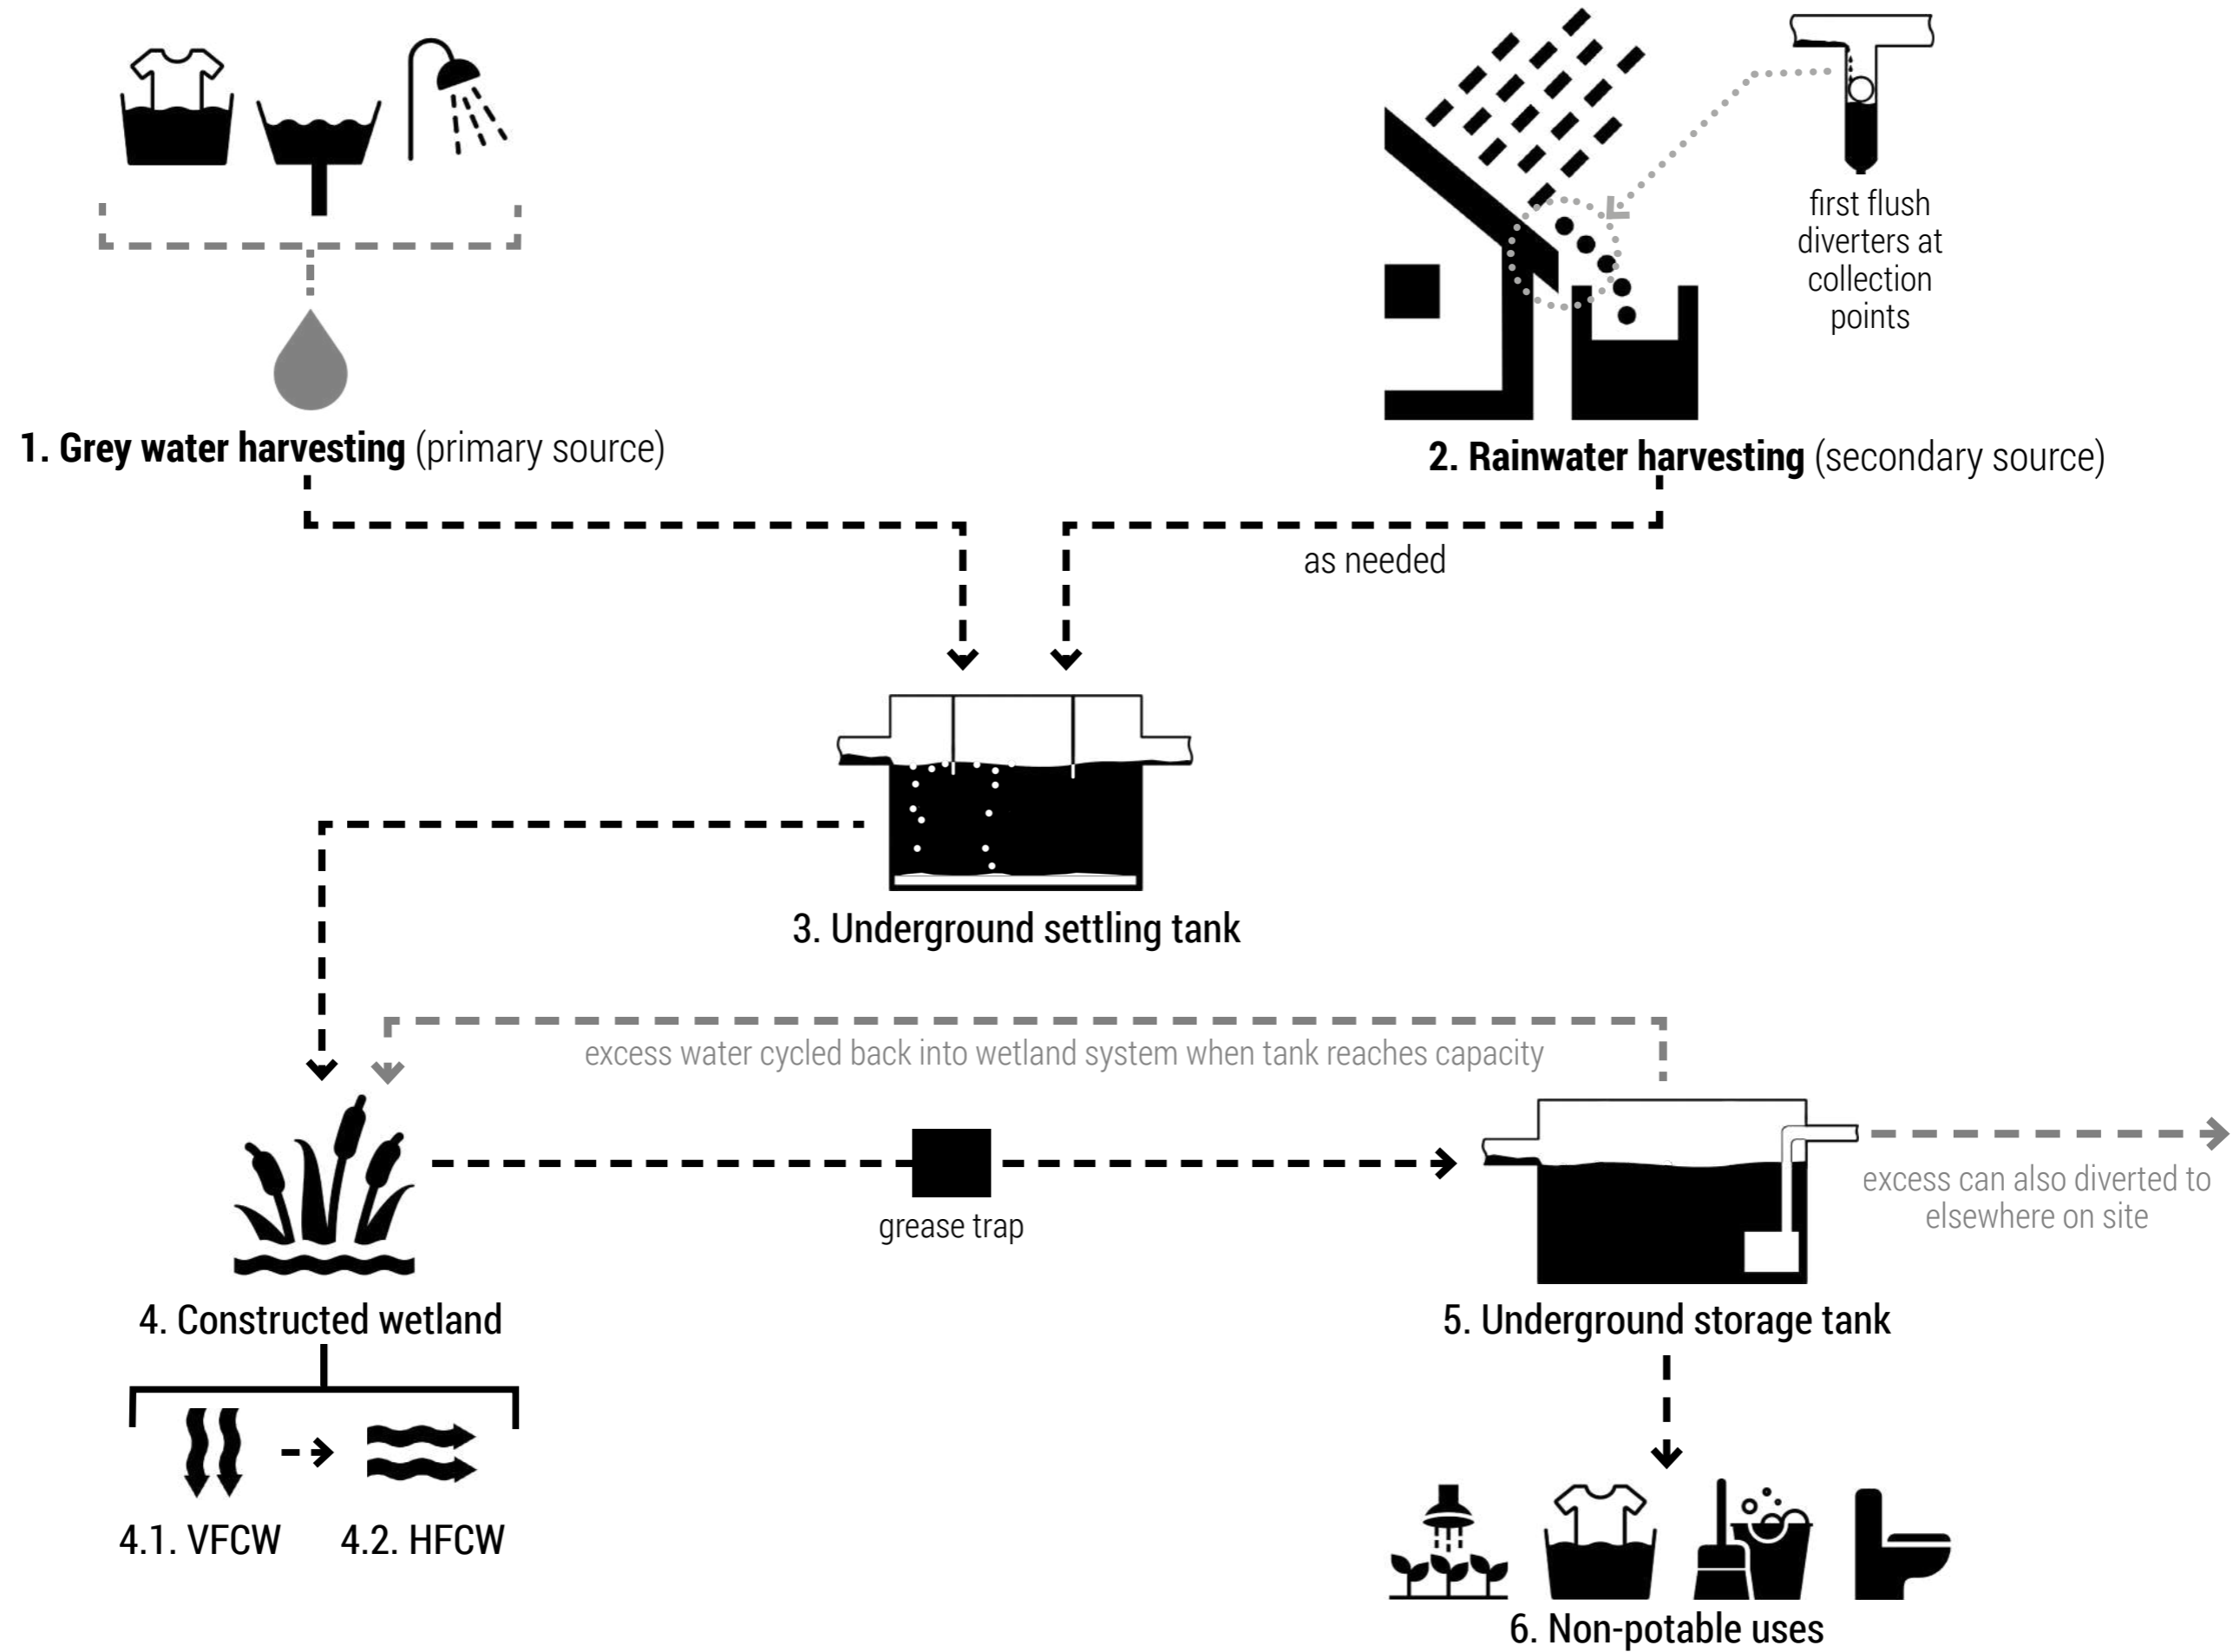 first flush
diverters at
collection
points
1. Grey water harvesting (primary source)
2. Rainwater harvesting (secondary source)
as needed
3. Underground settling tank
excess water cycled back into wetland system when tank reaches capacity
grease trap
excess can also diverted to
elsewhere on site
4. Constructed wetland
5. Underground storage tank
4.1. VFCW
4.2. HFCW
6. Non-potable uses